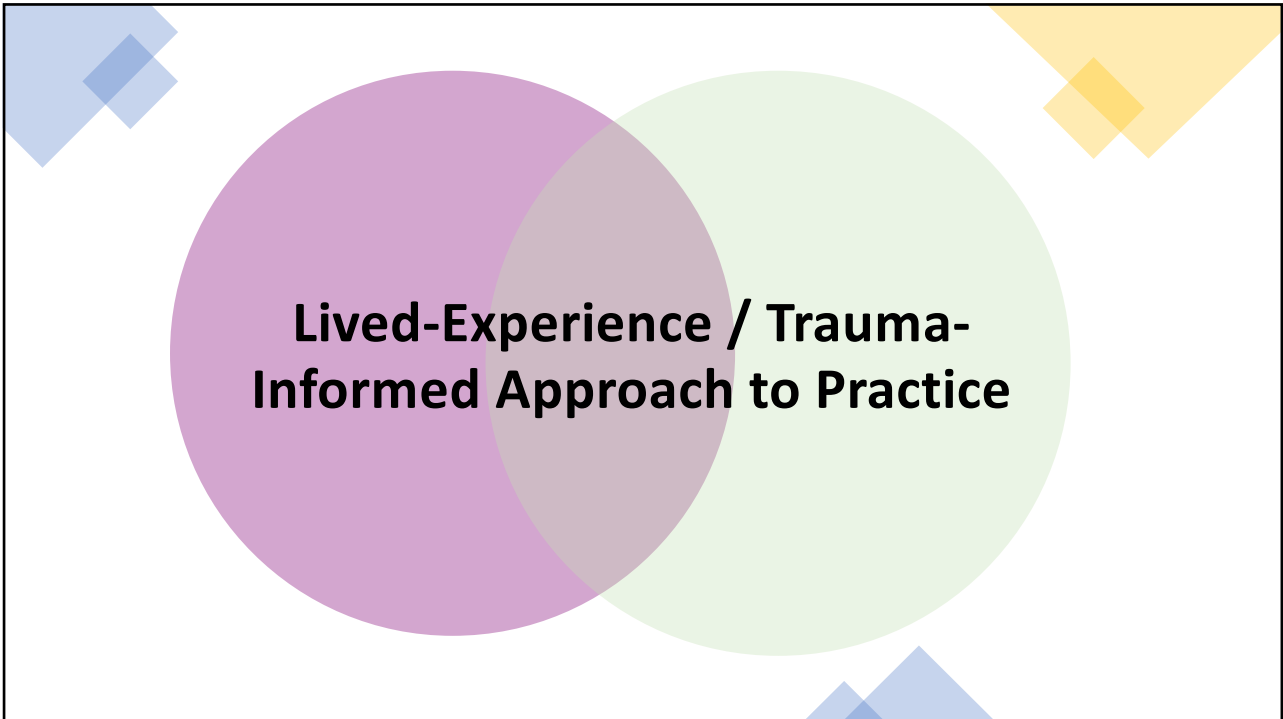 Lived-Experience / Trauma-
Informed Approach to Practice